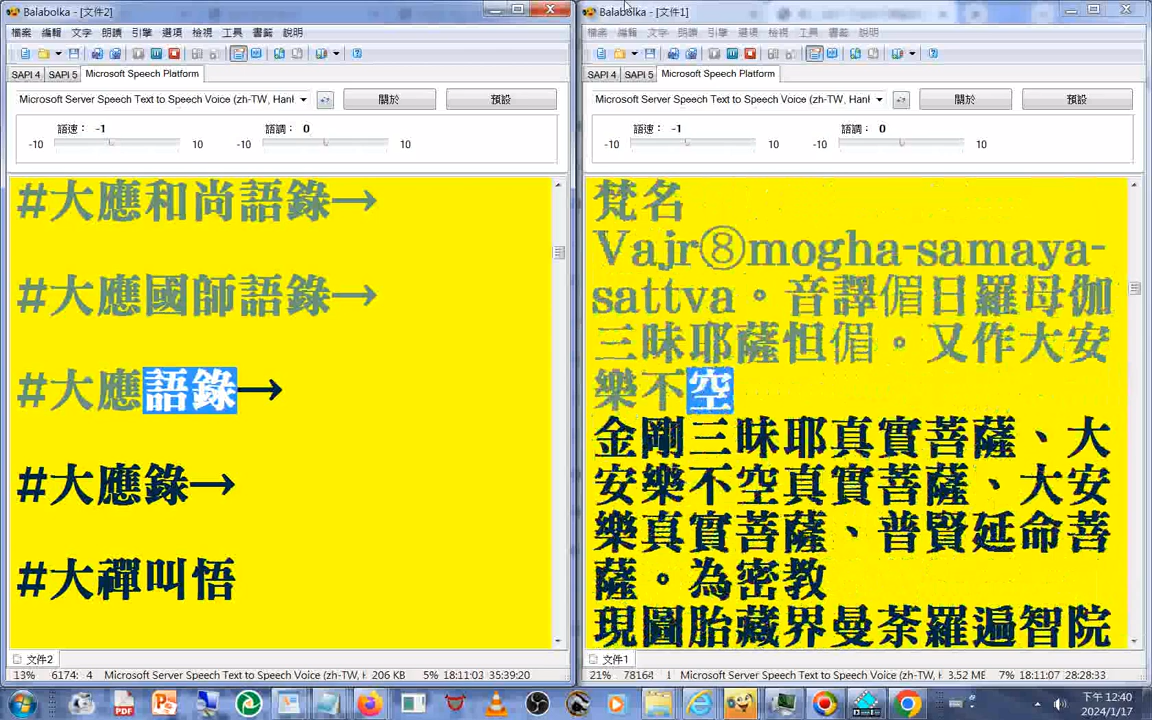 Balabolka - [文件2]
檔案 編輯 文字 朗讀 引擎 選項 檢視 工具 書籤 說明
SAPI 4 SAPI 5 Microsoft Speech Platform
Microsoft Server Speech Text to Speech Voice (zh-TW, Hanl
關於
預設
語速： -1
語調： 0
-10 10 -10 10
#大應和尚語錄→
#大應國師語錄→
#大應語錄→
#大應錄→
#大禪叫悟
文件2
13% 6174: 4 Microsoft Server Speech Text to Speech Voice (zh-TW, H 206 KB 5% 18:11:03 35:39:20
Balabolka - [文件1]
檔案 編輯 文字 朗讀 引擎 選項 檢視 工具 書籤 說明
SAPI 4 SAPI 5 Microsoft Speech Platform
Microsoft Server Speech Text to Speech Voice (zh-TW, Hanl
關於
預設
語速： -1
語調： 0
-10 10 -10 10
梵名
Vajr⑧mogha-samaya-
sattva。音譯倡日羅母伽
三昧耶薩怛倡。又作大安
樂不空
金剛三昧耶真實菩薩、大
安樂不空真實菩薩、大安
樂真實菩薩、普賢延命菩
薩。為密教
現圖胎藏界曼荼羅遍智院
文件1
21% 78164 Microsoft Server Speech Text to Speech Voice (zh-TW, H 3.52 ME 7% 18:11:07 28:28:33
PDF
下午 12:40
2024/1/17